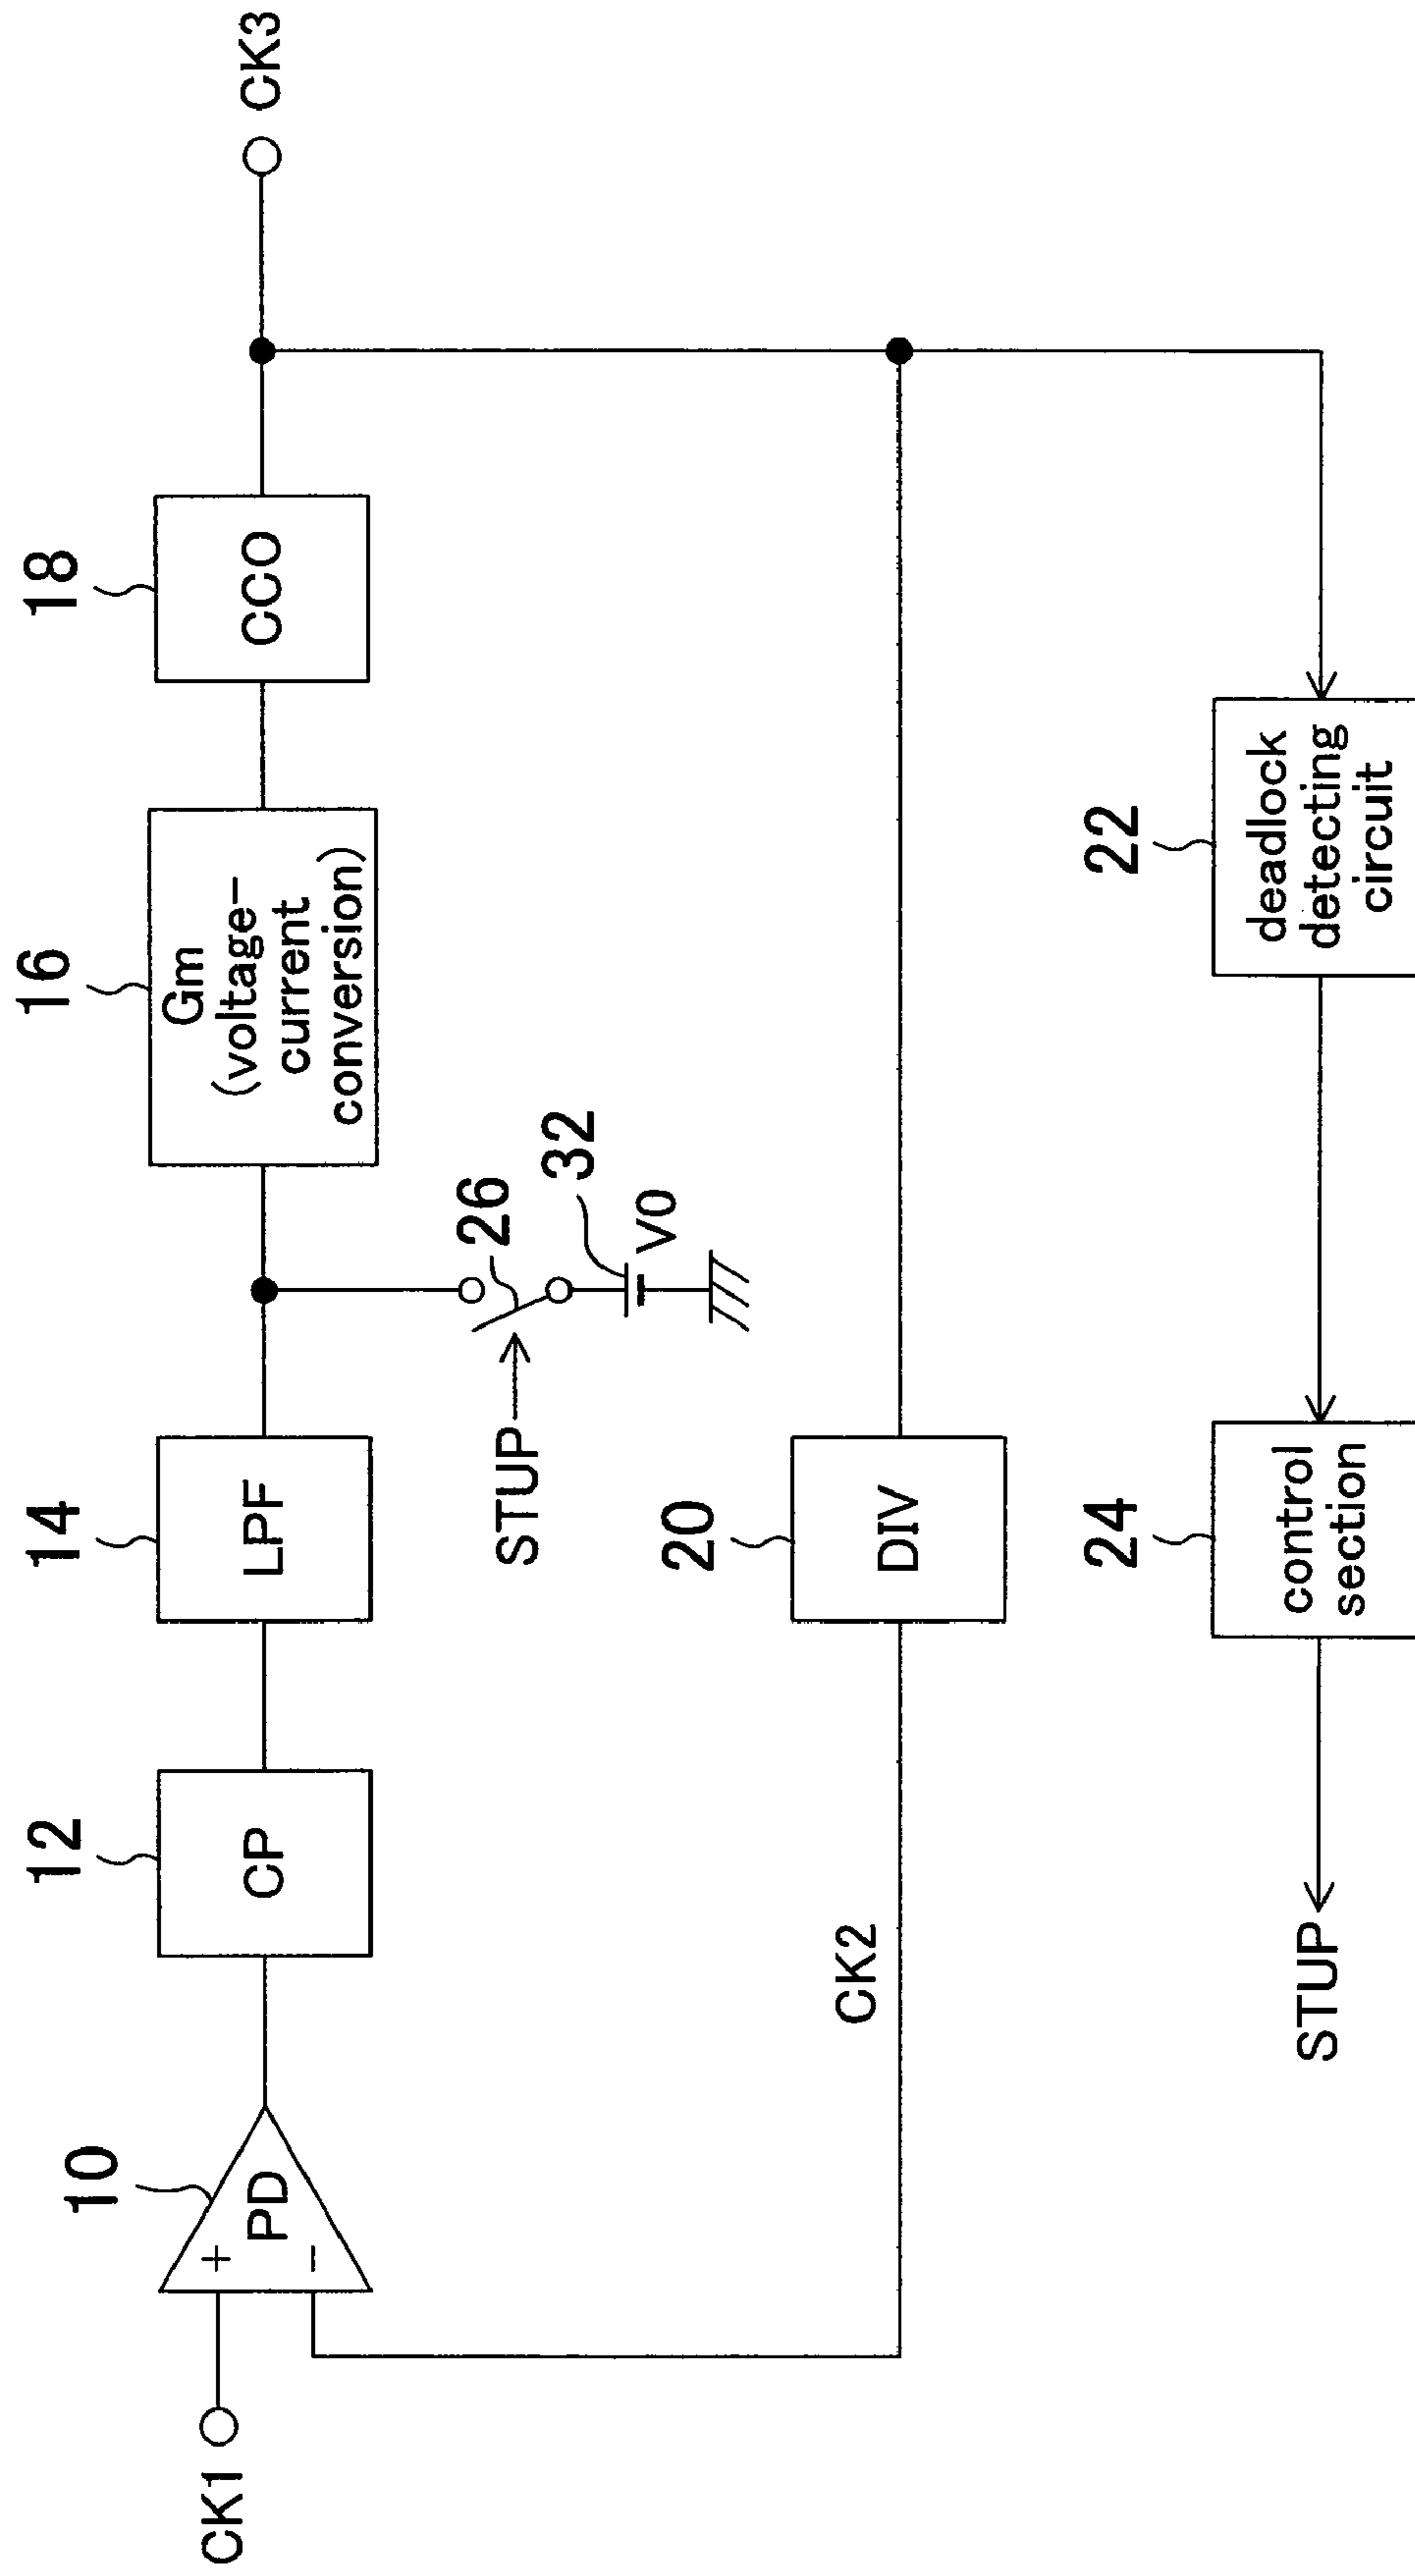 10
12
14
16
18
CK1
+
−
PD
CP
LPF
Gm
(voltage-
current
conversion)
CCO
CK3
STUP
26
32
V0
20
CK2
DIV
24
22
STUP
control
section
deadlock
detecting
circuit